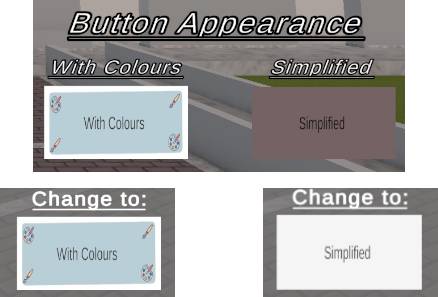 Button Appearance
With Colours
Simplified
With Colours
Simplified
Change to:
Change to:
With Colours
Simplified